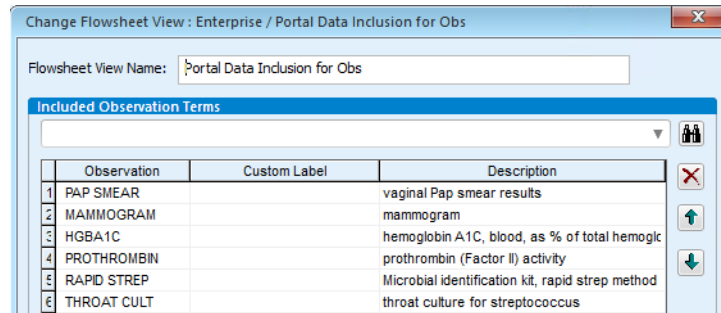 Change Flowsheet View : Enterprise / Portal Data Inclusion for Obs
Flowsheet View Name: Portal Data Inclusion for Obs
Included Observation Terms
Observation Custom Label Description
1 PAP SMEAR vaginal Pap smear results
2 MAMMOGRAM mammogram
3 HGBA1C hemoglobin A1C, blood, as % of total hemoglc
4 PROTHROMBIN prothrombin (Factor II) activity
5 RAPID STREP Microbial identification kit, rapid strep method
6 THROAT CULT throat culture for streptococcus